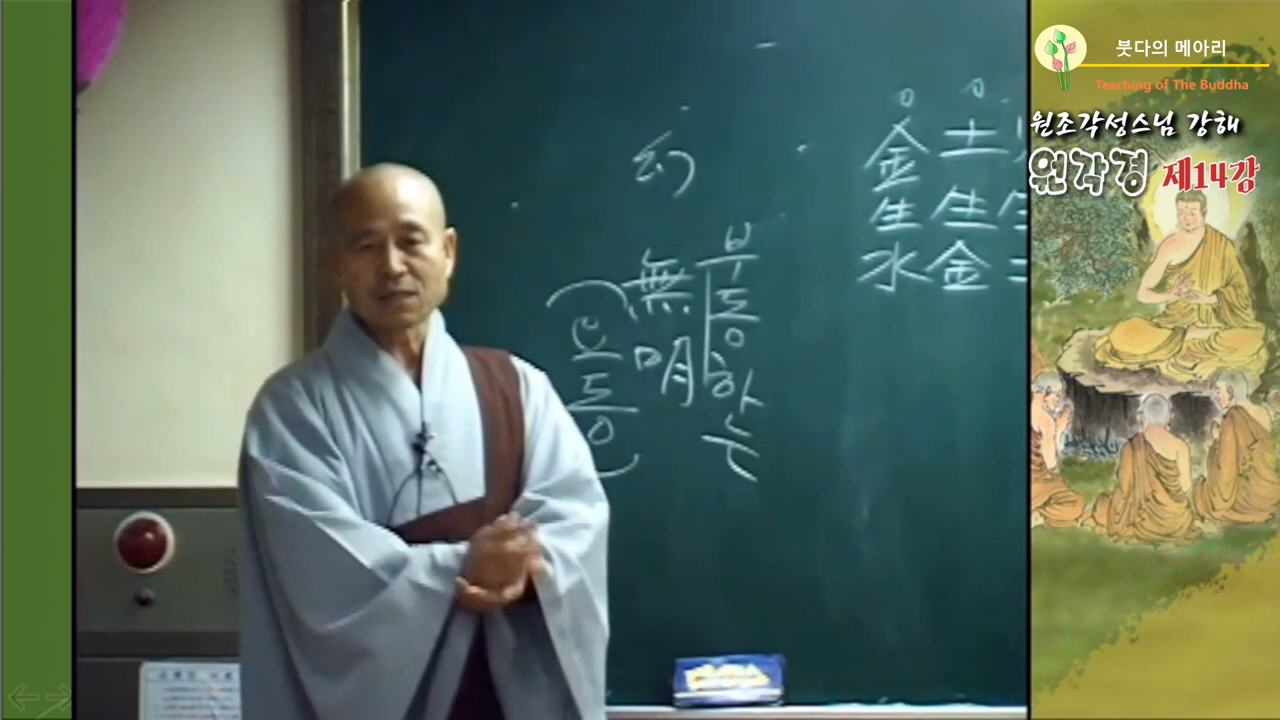 붓다의 메아리
Teaching of The Buddha
원조각성스님 강해
원각경 제14강
金生水
土生金
幻
부동하는
無明
(요동)